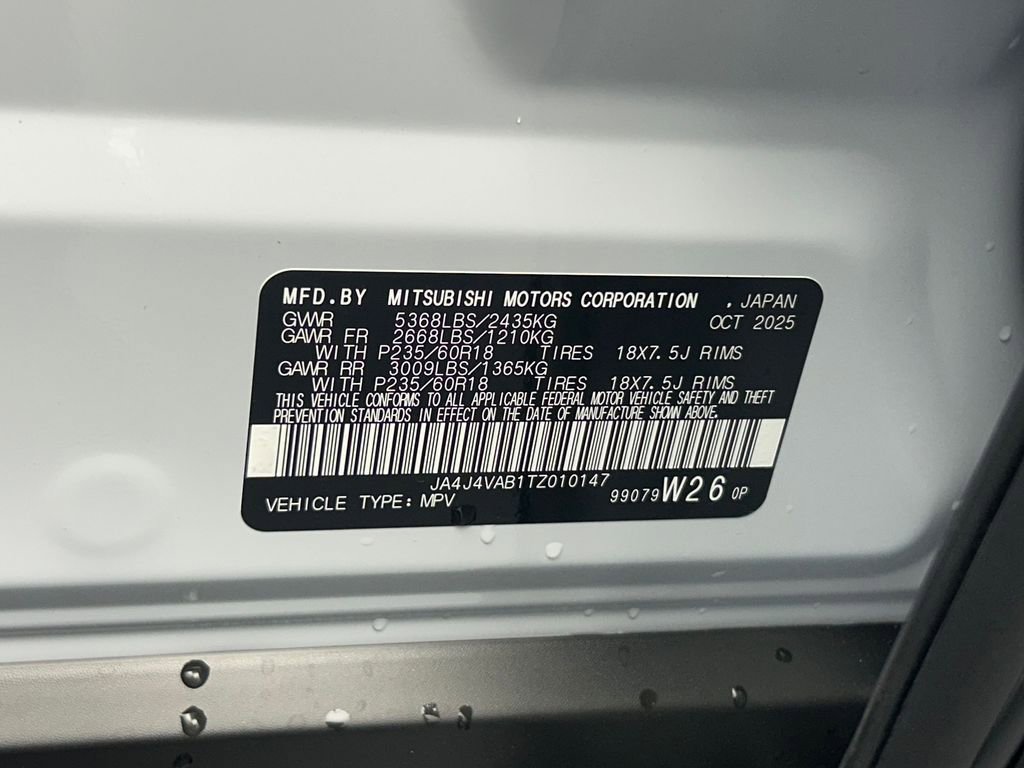 MFD.BY MITSUBISHI MOTORS CORPORATION . JAPAN
GVWR 5368LBS/2435KG OCT 2025
GAWR FR 2668LBS/1210KG
WITH P235/60R18 TIRES 18X7.5J RIMS
GAWR RR 3009LBS/1365KG
WITH P235/60R18 TIRES 18X7.5J RIMS
THIS VEHICLE CONFORMS TO ALL APPLICABLE FEDERAL MOTOR VEHICLE SAFETY AND THEFT
PREVENTION STANDARDS IN EFFECT ON THE DATE OF MANUFACTURE SHOWN ABOVE.
JA4J4VAB1TZ010147
VEHICLE TYPE: MPV 99079 W26 0P